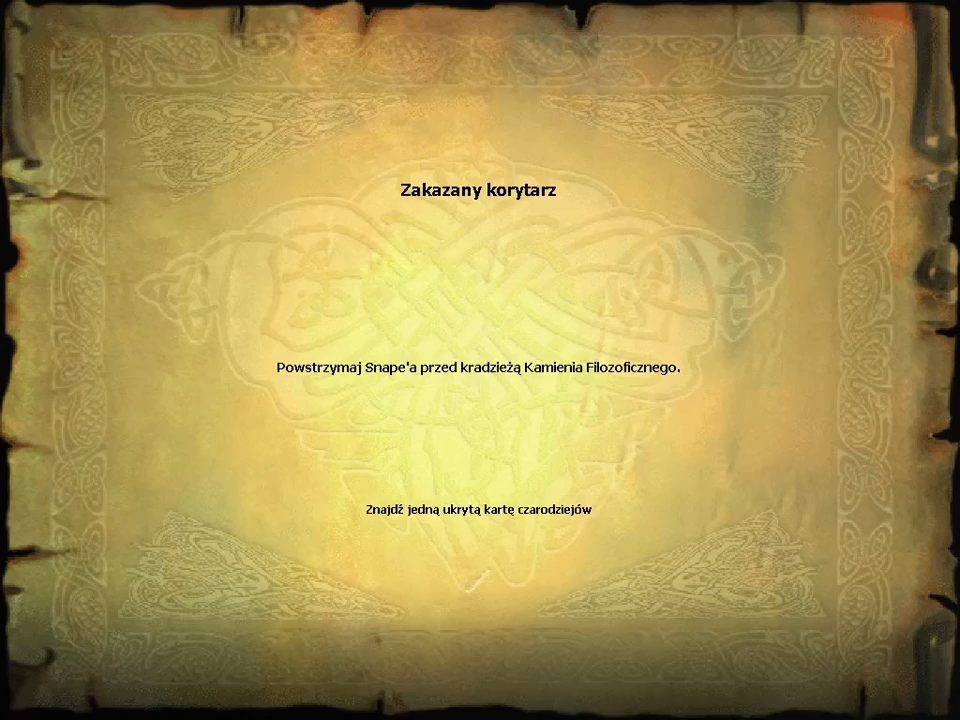 Zakazany korytarz
Powstrzymaj Snape'a przed kradzieżą Kamienia Filozoficznego.
Znajdź jedną ukrytą kartę czarodziejów